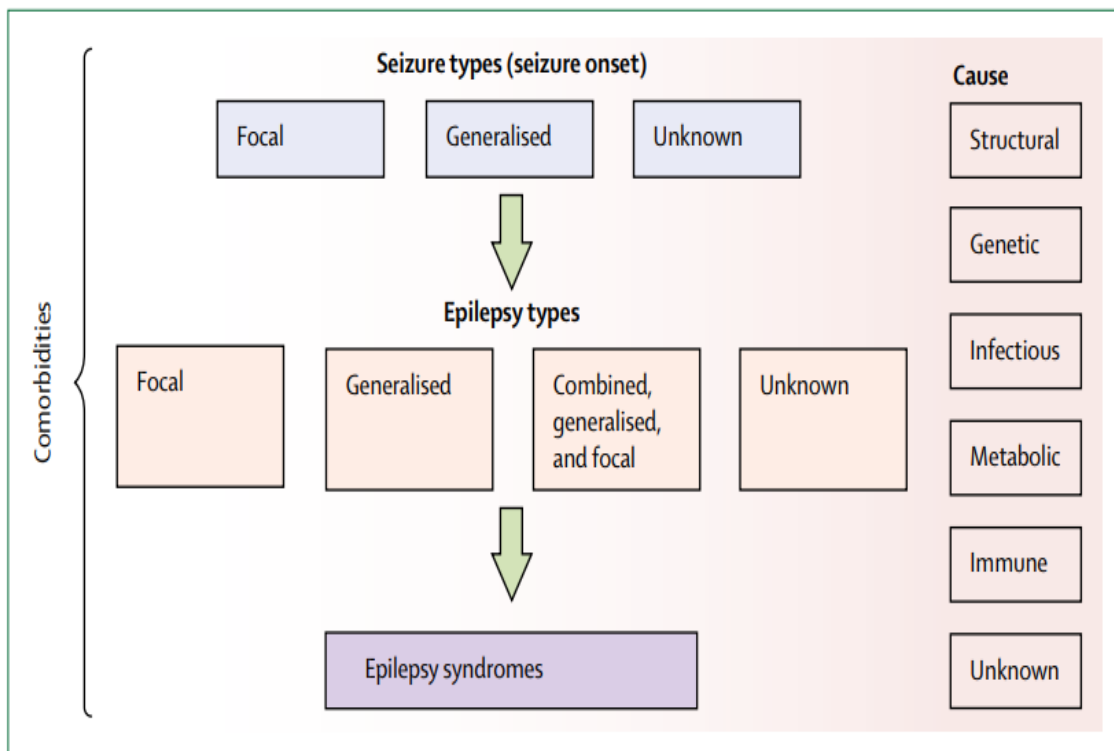 Seizure types (seizure onset)
Focal
Generalised
Unknown
Epilepsy types
Focal
Generalised
Combined,
generalised,
and focal
Unknown
Epilepsy syndromes
Cause
Structural
Genetic
Infectious
Metabolic
Immune
Unknown
Comorbidities